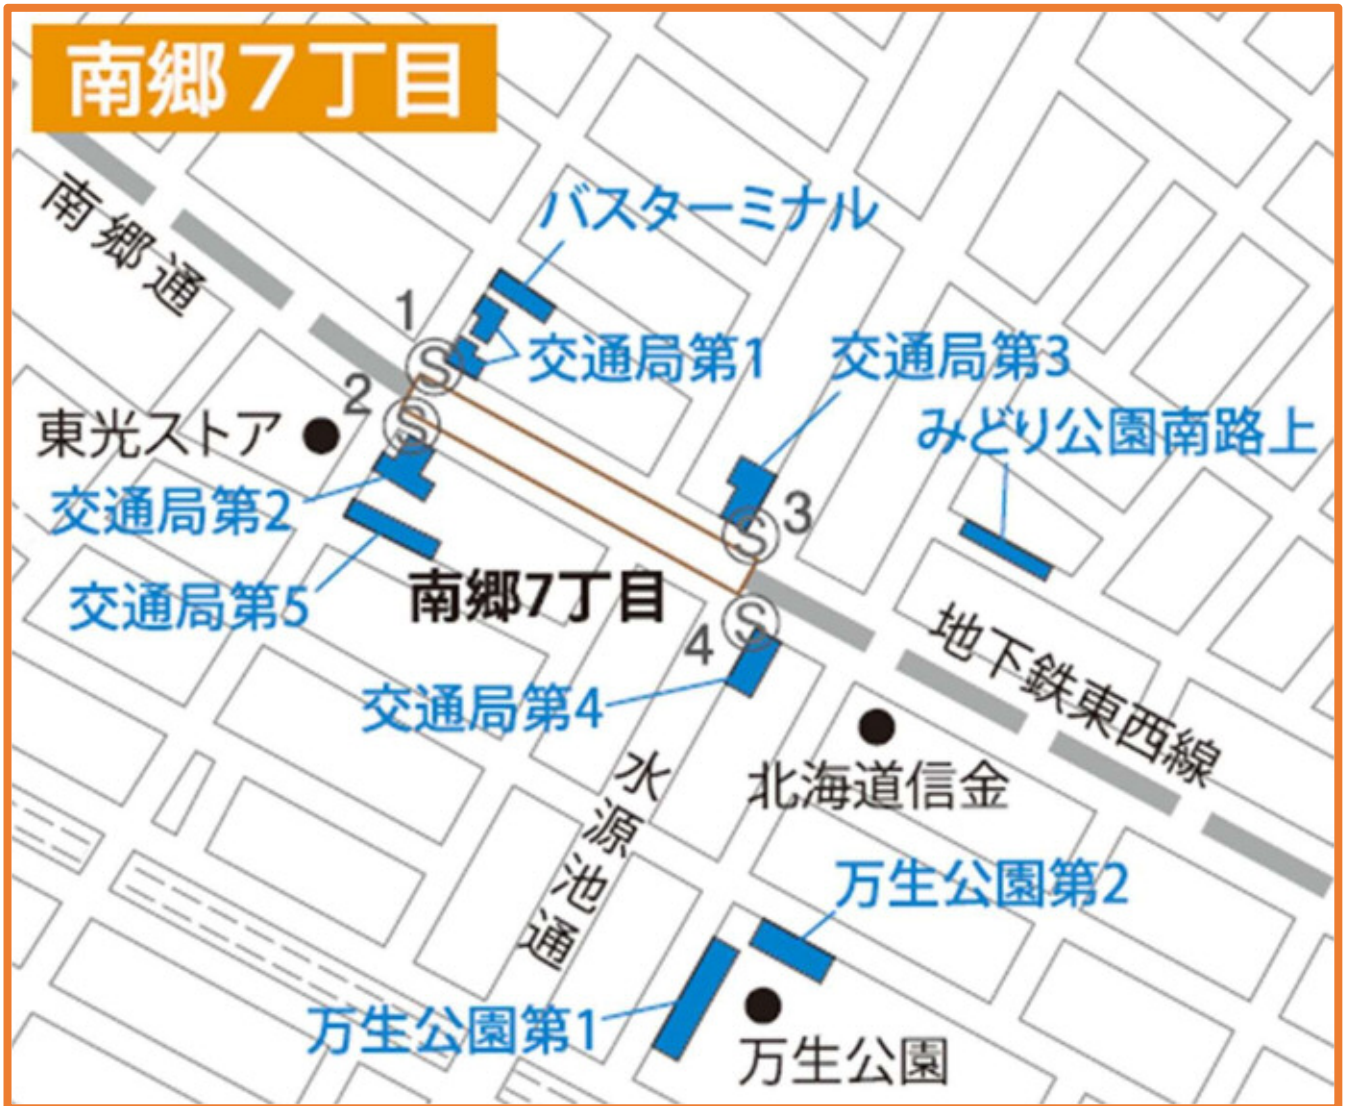 南郷7丁目
南郷通
バスターミナル
1
交通局第1
交通局第3
2
東光ストア
みどり公園南路上
交通局第2
3
交通局第5
南郷7丁目
4
地下鉄東西線
交通局第4
水源池通
北海道信金
万生公園第2
万生公園第1
万生公園
S
S
S
S